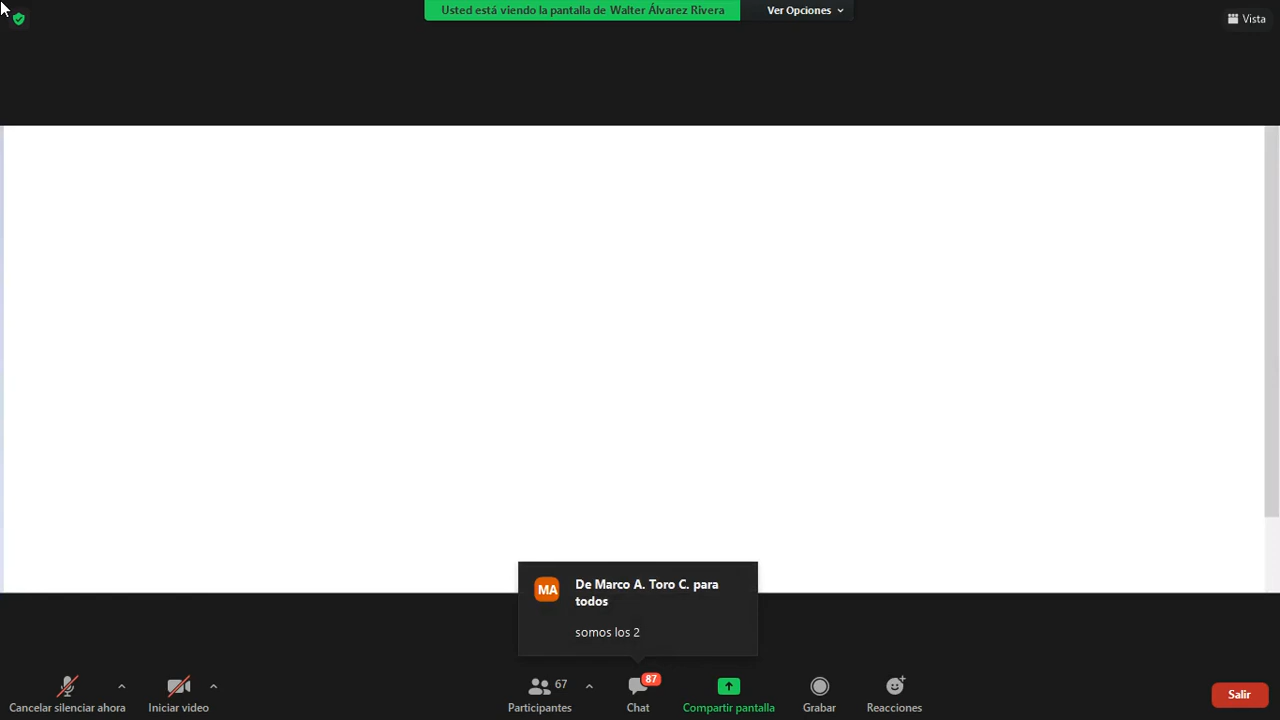 Usted está viendo la pantalla de Walter Álvarez Rivera
Ver Opciones
Vista
MA
De Marco A. Toro C. para
todos
somos los 2
67
87
Cancelar silenciar ahora
Iniciar video
Participantes
Chat
Compartir pantalla
Grabar
Reacciones
Salir